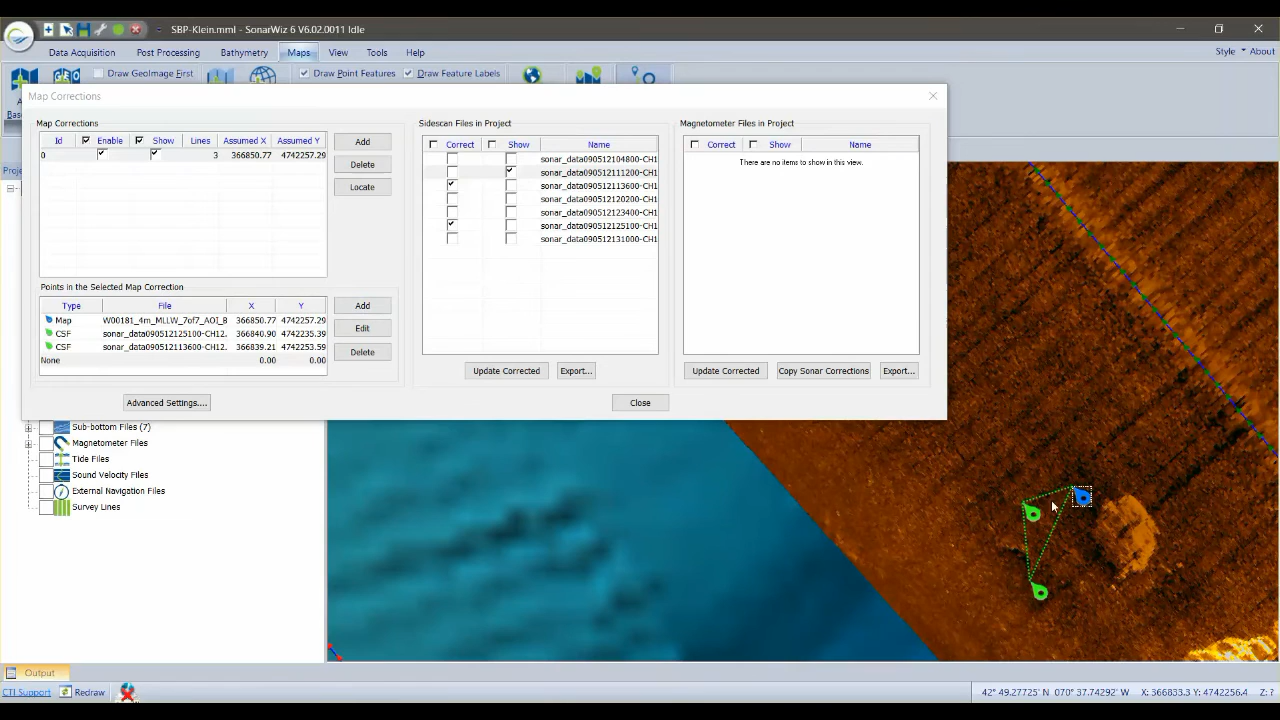 SBP-Klein.mml - SonarWiz 6 V6.02.0011 Idle
Data Acquisition Post Processing Bathymetry Maps View Tools Help
Style About
Draw GeoImage First Draw Point Features Draw Feature Labels
Map Corrections
Map Corrections
Id Enable Show Lines Assumed X Assumed Y
0 3 366850.77 4742257.29
Add
Delete
Locate
Points in the Selected Map Correction
Type File X Y
Map W00181_4m_MLLW_7of7_AOI_8 366850.77 4742257.29
CSF sonar_data090512125100-CH12. 366840.90 4742235.39
CSF sonar_data090512113600-CH12. 366839.21 4742253.59
None 0.00 0.00
Add
Edit
Delete
Advanced Settings....
Sidescan Files in Project
Correct Show Name
sonar_data090512104800-CH1
sonar_data090512111200-CH1
sonar_data090512113600-CH1
sonar_data090512120200-CH1
sonar_data090512123400-CH1
sonar_data090512125100-CH1
sonar_data090512131000-CH1
Update Corrected Export...
Magnetometer Files in Project
Correct Show Name
There are no items to show in this view.
Update Corrected Copy Sonar Corrections Export...
Close
Sub-bottom Files (7)
Magnetometer Files
Tide Files
Sound Velocity Files
External Navigation Files
Survey Lines
Output
CTI Support Redraw
42° 49.27725' N 070° 37.74292' W X: 366833.3 Y: 4742256.4 Z: ?